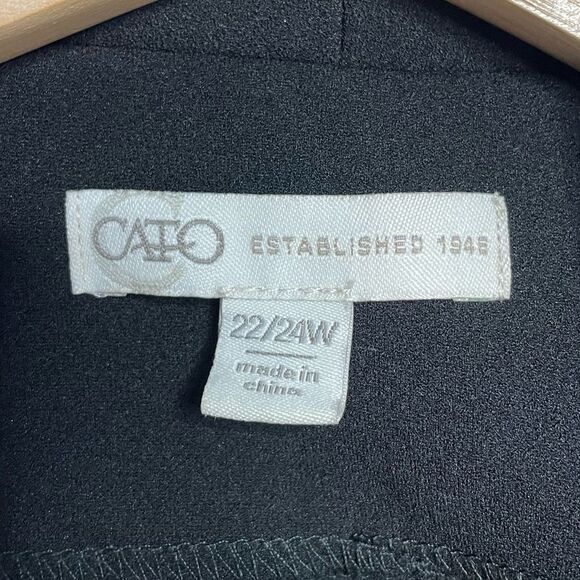 CATO ESTABLISHED 1946
22/24W
made in
china